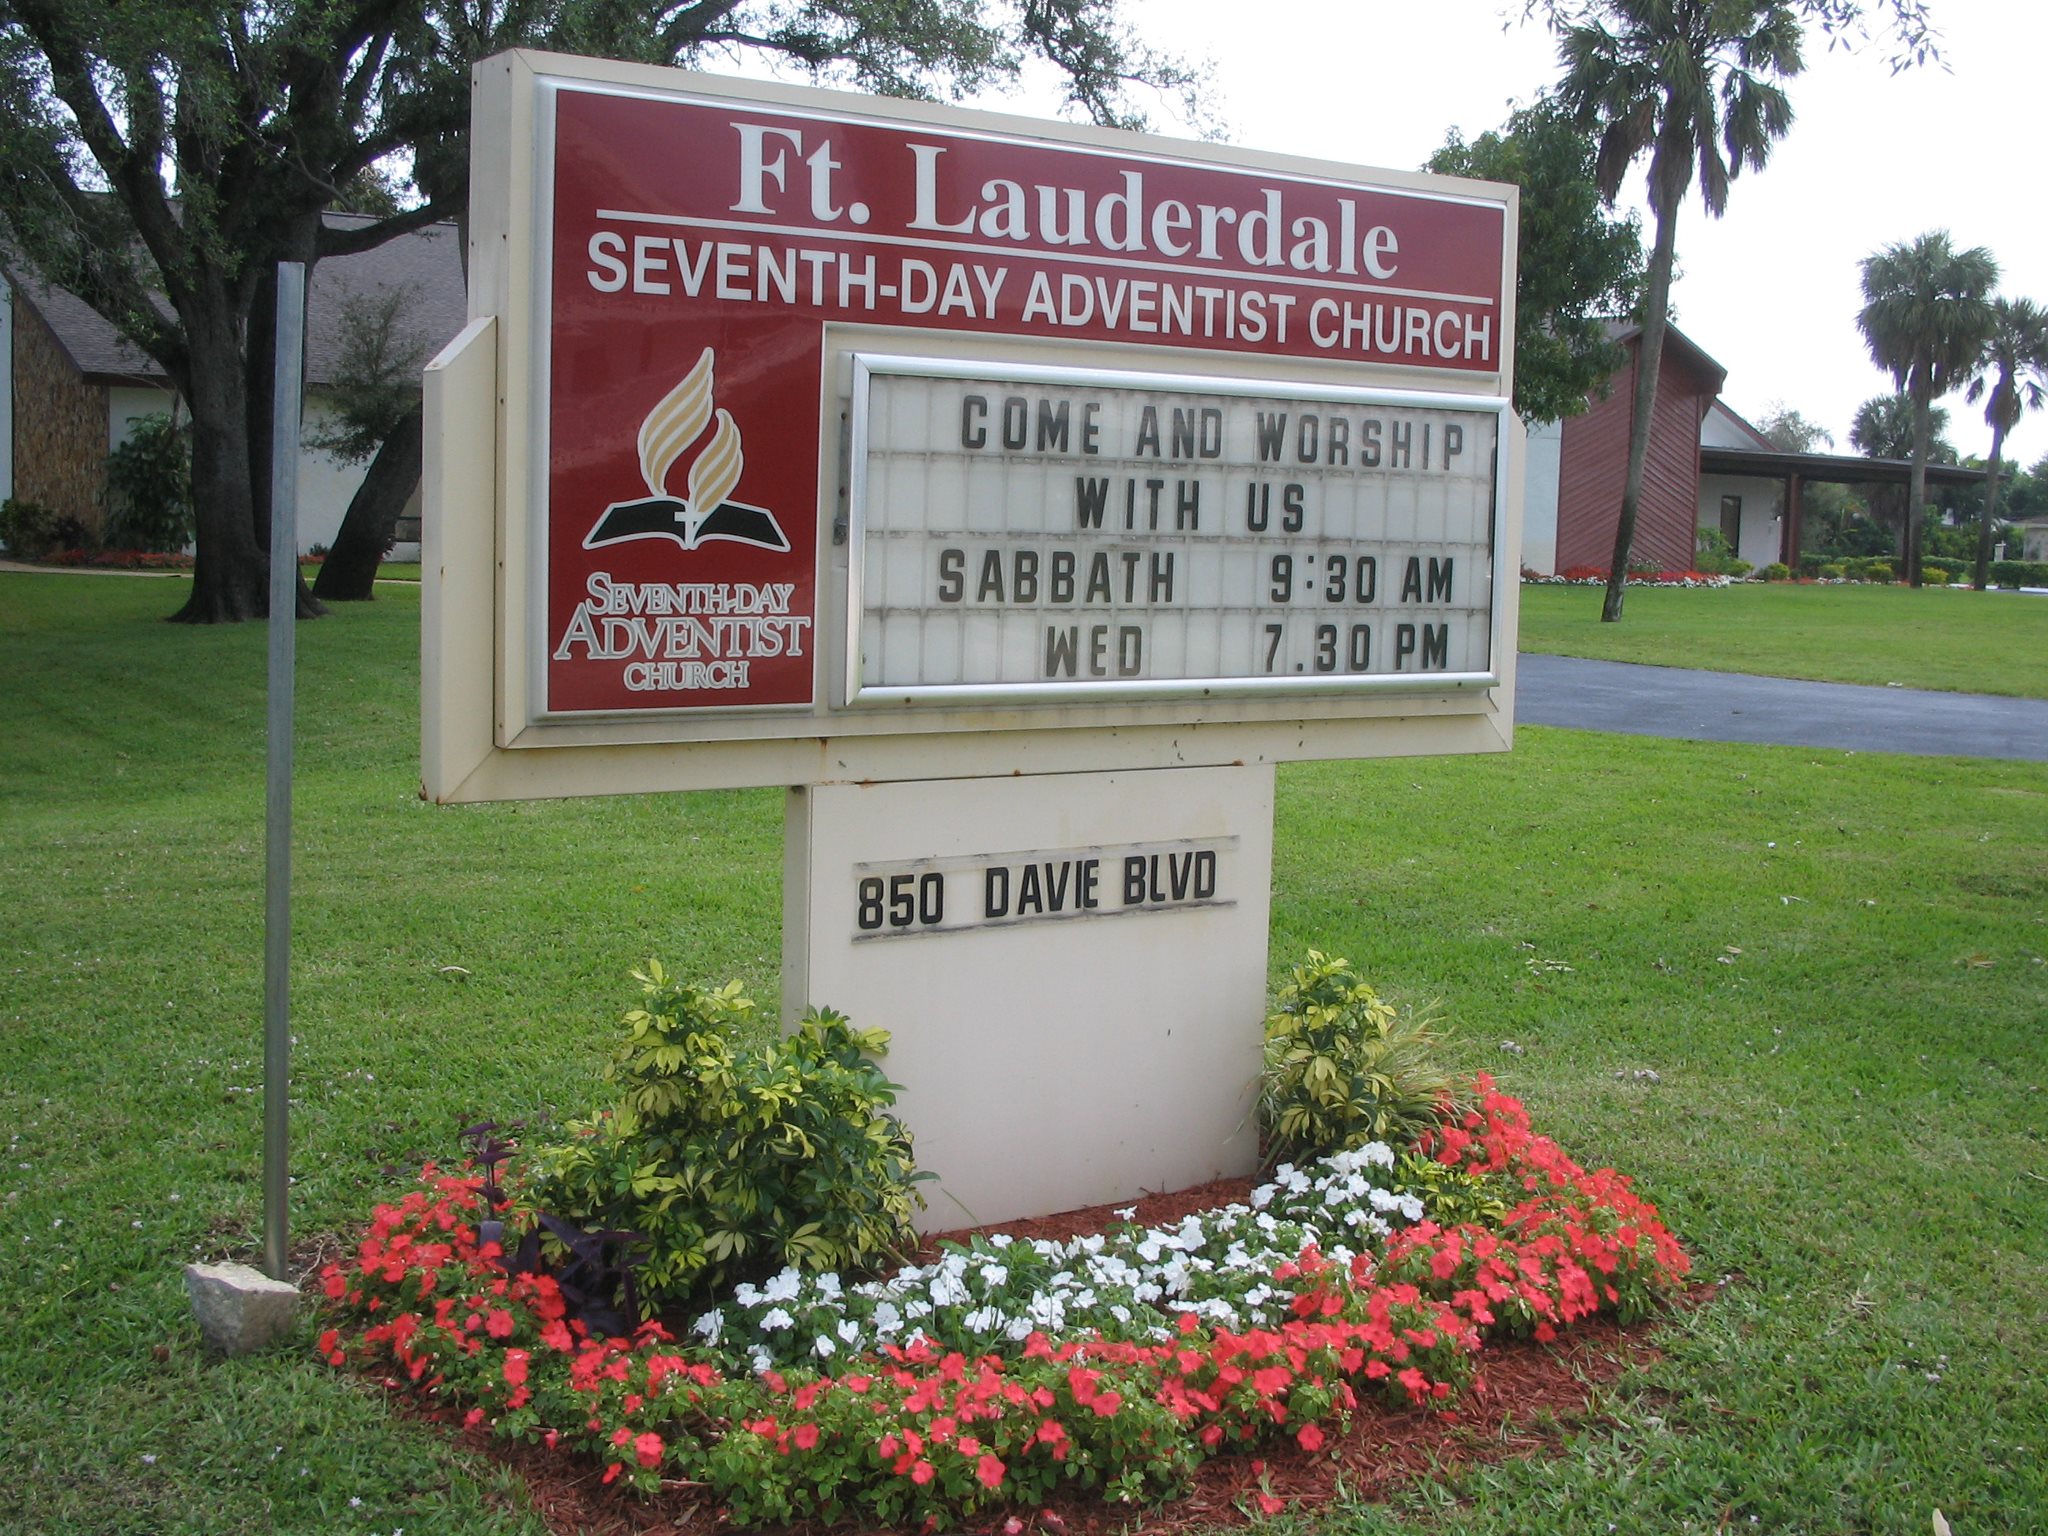 Ft. Lauderdale
SEVENTH-DAY ADVENTIST CHURCH
SEVENTH-DAY
ADVENTIST
CHURCH
COME AND WORSHIP
WITH US
SABBATH 9:30 AM
WED 7.30 PM
850 DAVIE BLVD